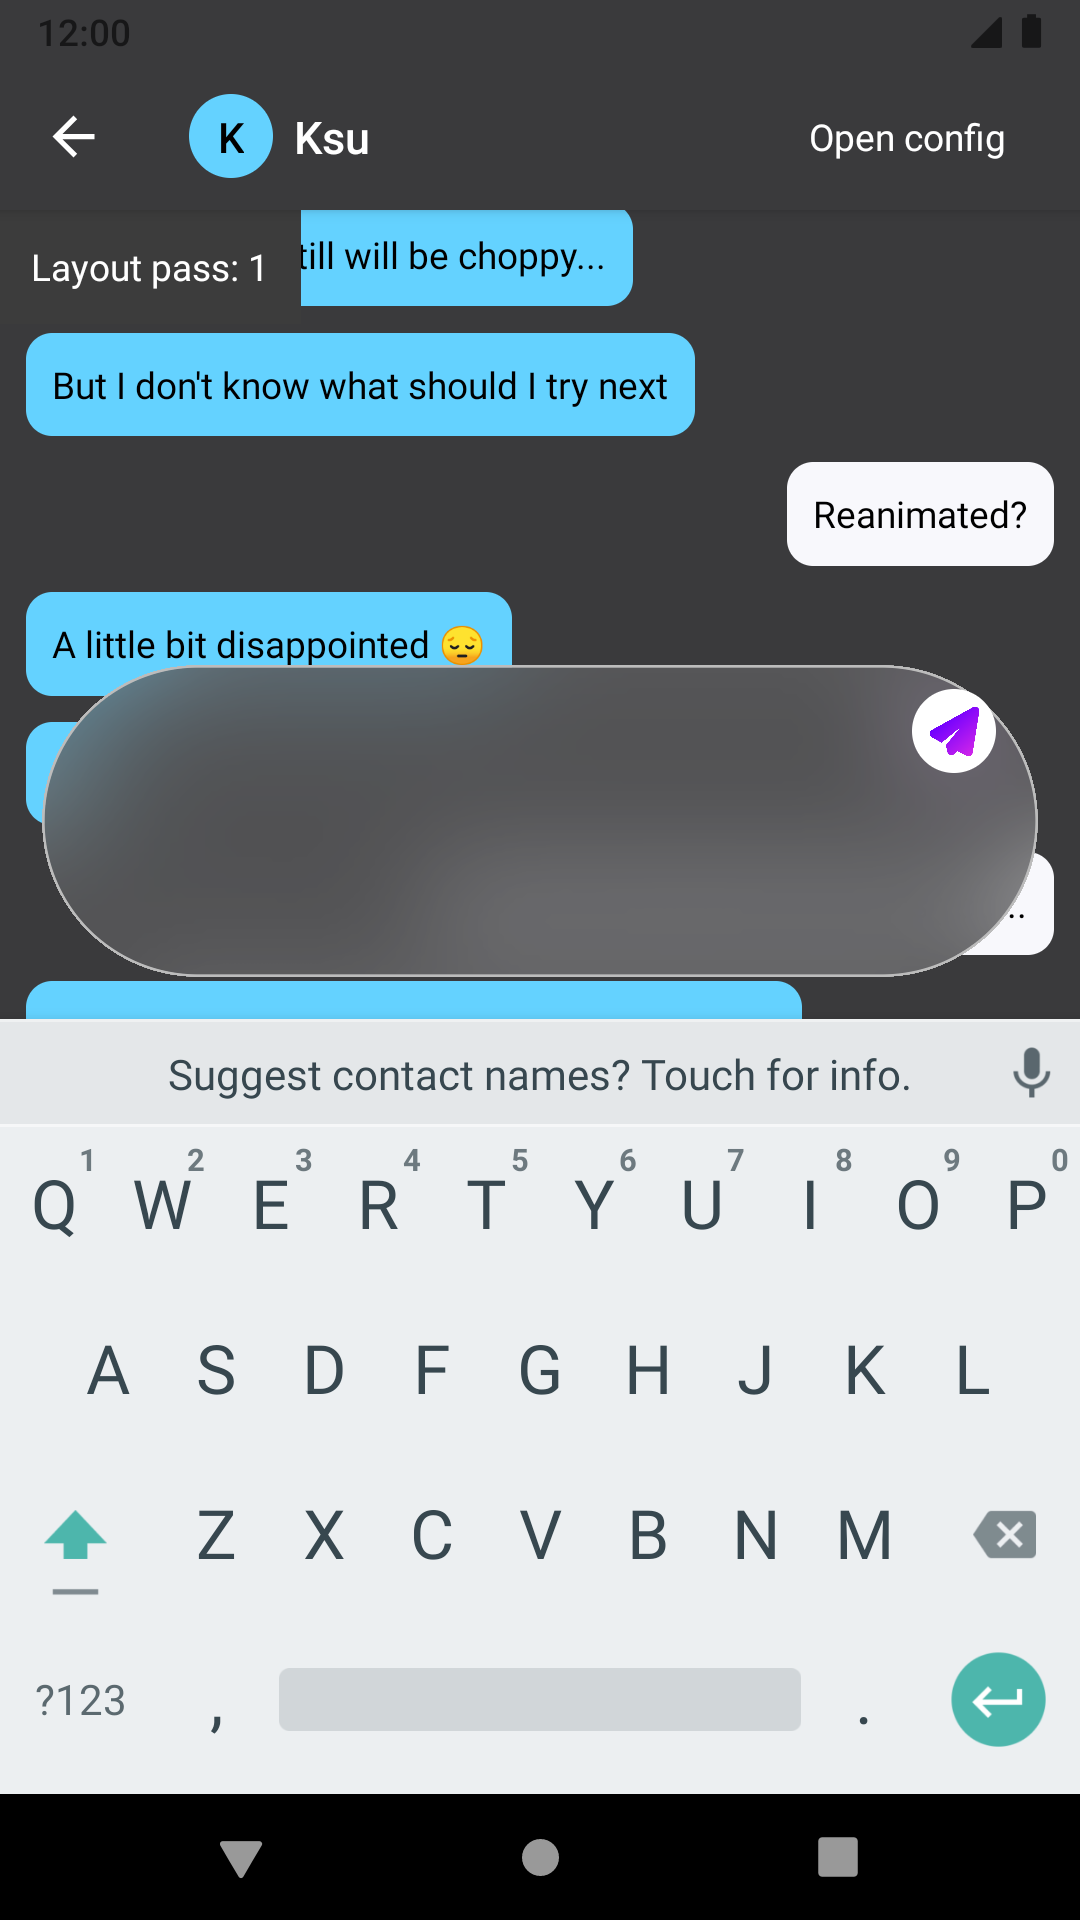 12:00
K Ksu Open config
Layout pass: 1
till will be choppy...
But I don't know what should I try next
Reanimated?
A little bit disappointed 😔
..
Suggest contact names? Touch for info.
1 2 3 4 5 6 7 8 9 0
Q W E R T Y U I O P
A S D F G H J K L
Z X C V B N M
?123 , .